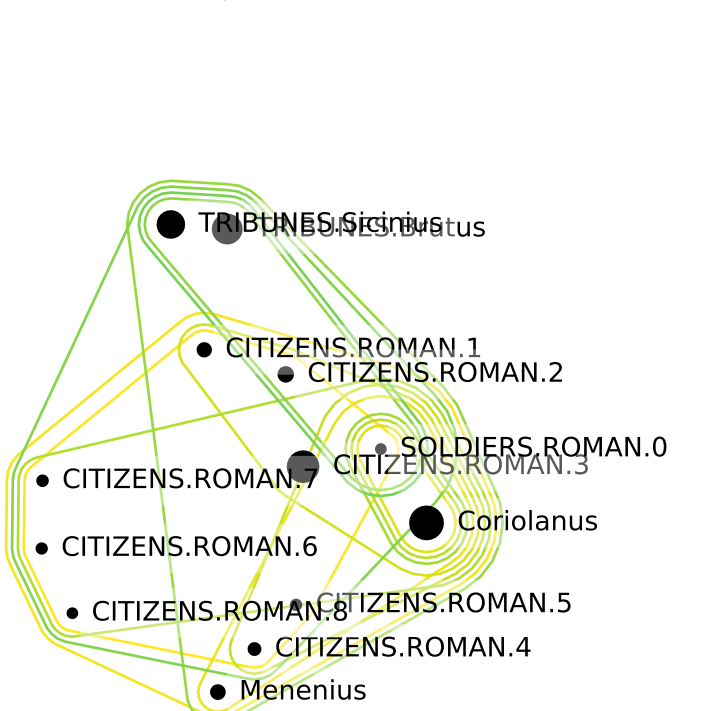 TRIBUNES.Sicinius
TRIBUNES.Brutus
CITIZENS.ROMAN.1
CITIZENS.ROMAN.2
SOLDIERS.ROMAN.0
CITIZENS.ROMAN.3
CITIZENS.ROMAN.7
Coriolanus
CITIZENS.ROMAN.6
CITIZENS.ROMAN.5
CITIZENS.ROMAN.8
CITIZENS.ROMAN.4
Menenius